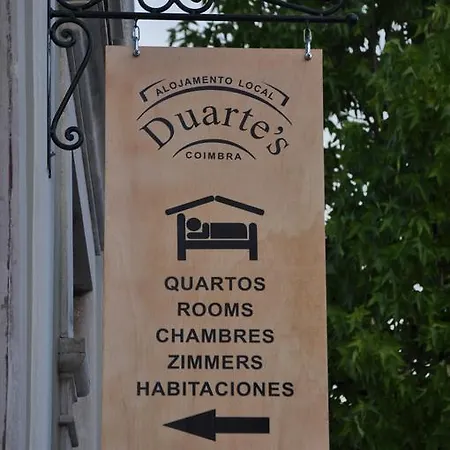 ALOJAMENTO LOCAL
Duarte's
COIMBRA
QUARTOS
ROOMS
CHAMBRES
ZIMMERS
HABITACIONES